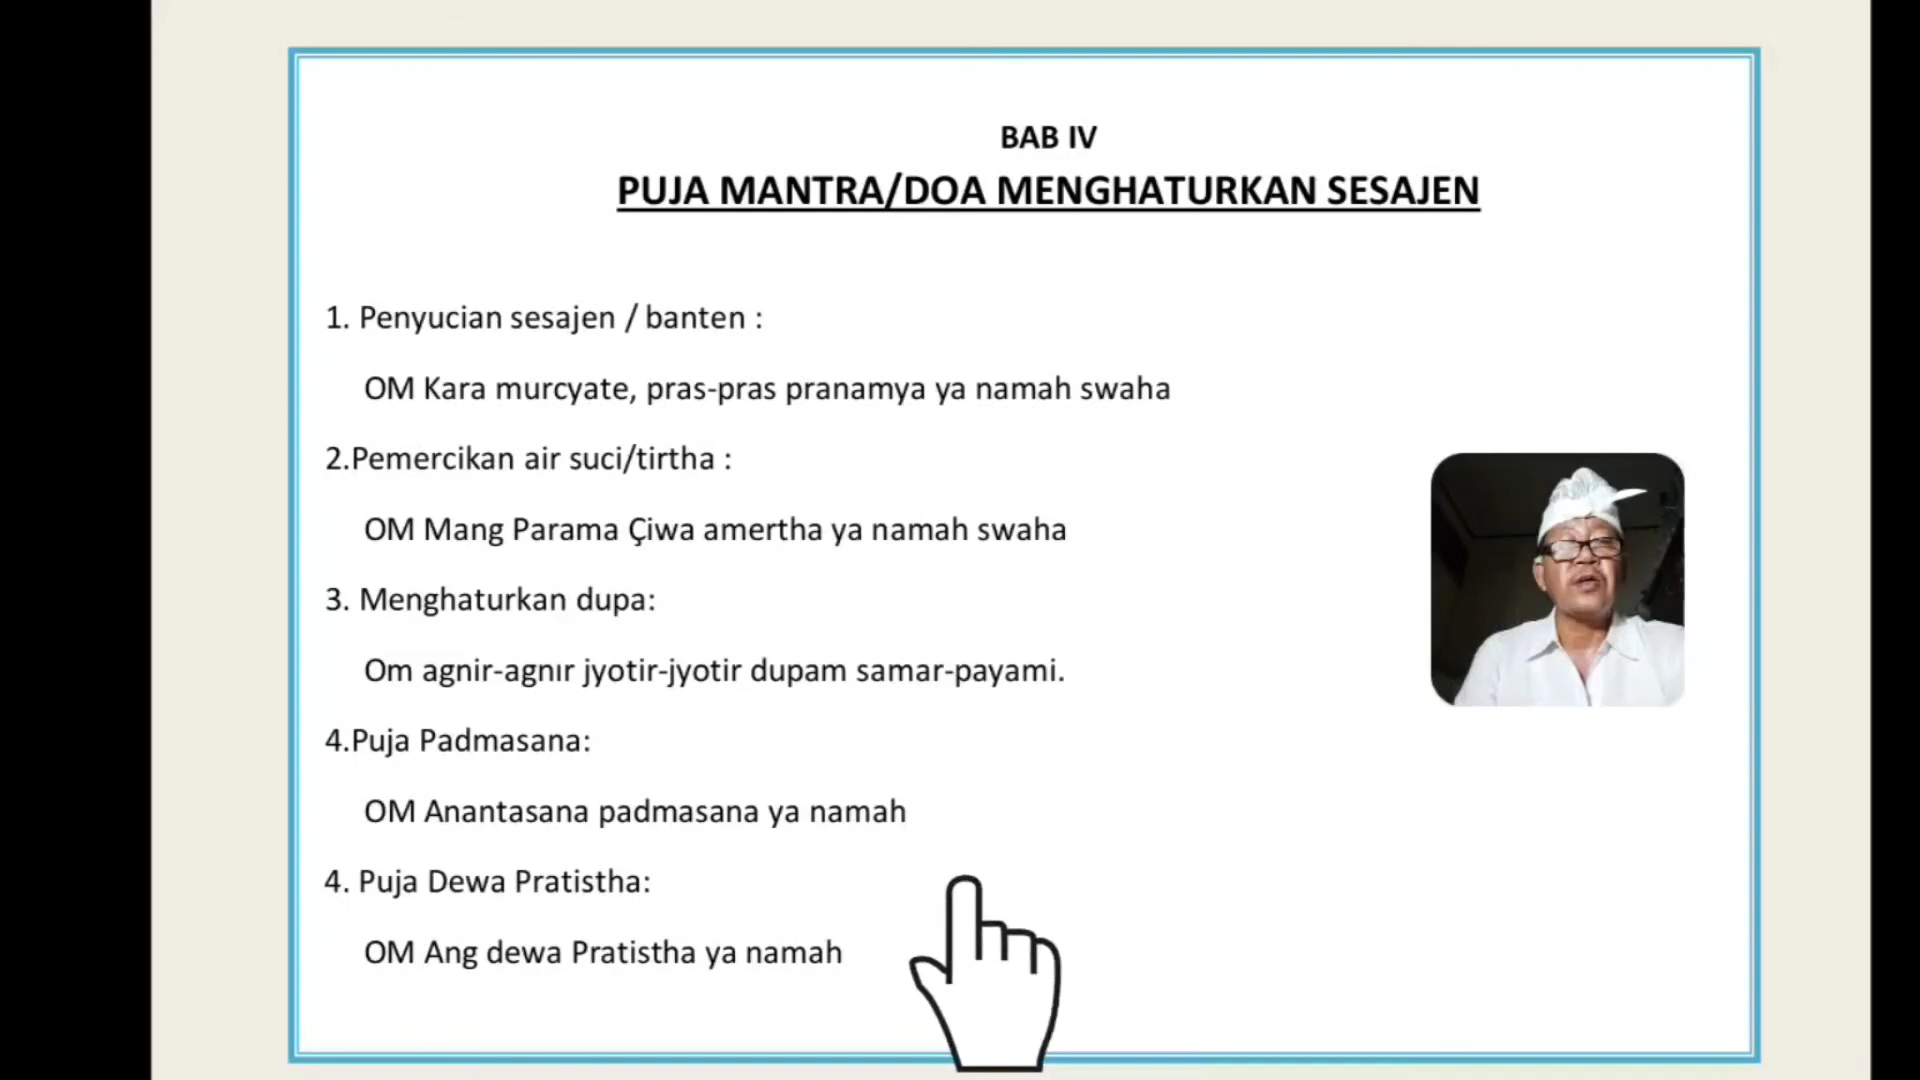 BAB IV
PUJA MANTRA/DOA MENGHATURKAN SESAJEN
1. Penyucian sesajen / banten :
OM Kara murcyate, pras-pras pranamya ya namah swaha
2.Pemercikan air suci/tirtha :
OM Mang Parama Çiwa amertha ya namah swaha
3. Menghaturkan dupa:
Om agnir-agnır jyotir-jyotir dupam samar-payami.
4.Puja Padmasana:
OM Anantasana padmasana ya namah
4. Puja Dewa Pratistha:
OM Ang dewa Pratistha ya namah